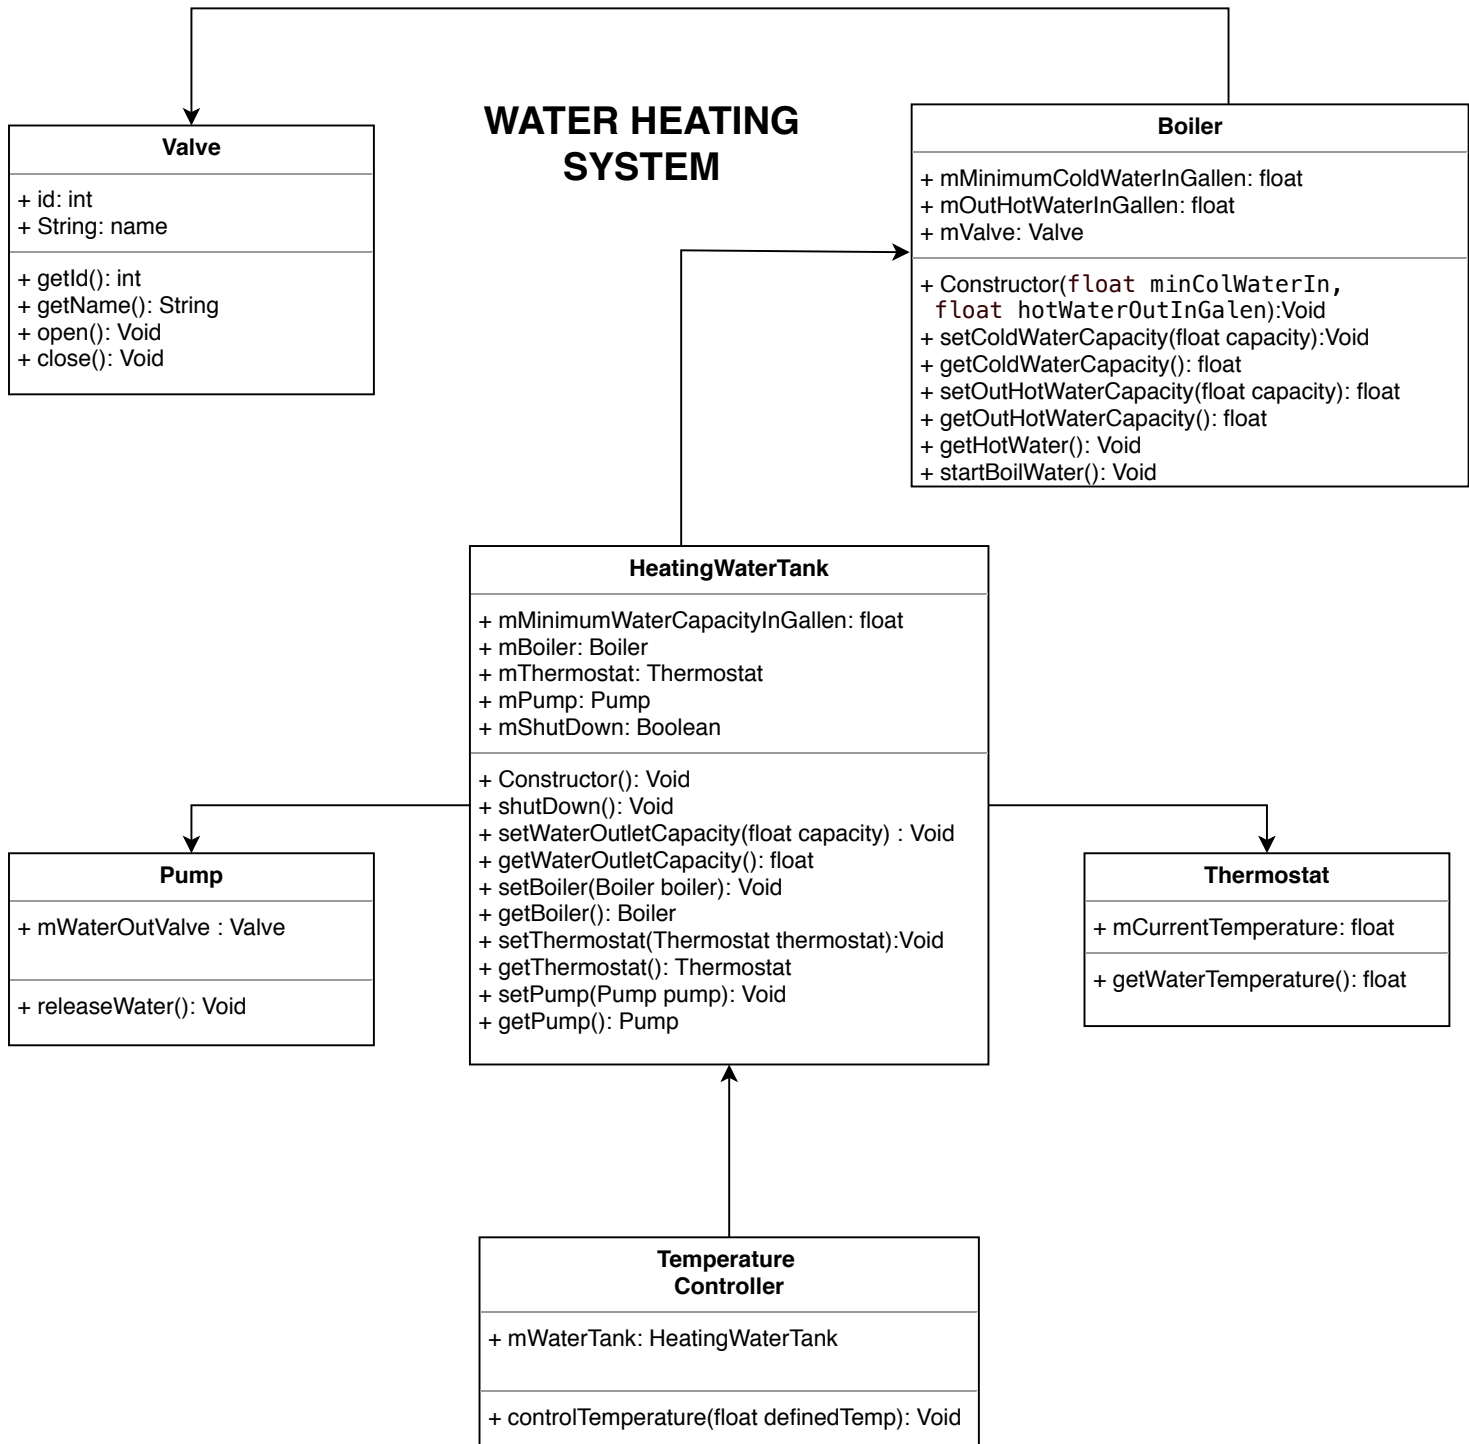 WATER HEATING
SYSTEM
Valve
+ id: int
+ String: name
+ getId(): int
+ getName(): String
+ open(): Void
+ close(): Void
Boiler
+ mMinimumColdWaterInGallen: float
+ mOutHotWaterInGallen: float
+ mValve: Valve
+ Constructor(float minColWaterIn,
float hotWaterOutInGalen):Void
+ setColdWaterCapacity(float capacity):Void
+ getColdWaterCapacity(): float
+ setOutHotWaterCapacity(float capacity): float
+ getOutHotWaterCapacity(): float
+ getHotWater(): Void
+ startBoilWater(): Void
HeatingWaterTank
+ mMinimumWaterCapacityInGallen: float
+ mBoiler: Boiler
+ mThermostat: Thermostat
+ mPump: Pump
+ mShutDown: Boolean
+ Constructor(): Void
+ shutDown(): Void
+ setWaterOutletCapacity(float capacity) : Void
+ getWaterOutletCapacity(): float
+ setBoiler(Boiler boiler): Void
+ getBoiler(): Boiler
+ setThermostat(Thermostat thermostat):Void
+ getThermostat(): Thermostat
+ setPump(Pump pump): Void
+ getPump(): Pump
Pump
+ mWaterOutValve : Valve
+ releaseWater(): Void
Thermostat
+ mCurrentTemperature: float
+ getWaterTemperature(): float
Temperature
Controller
+ mWaterTank: HeatingWaterTank
+ controlTemperature(float definedTemp): Void